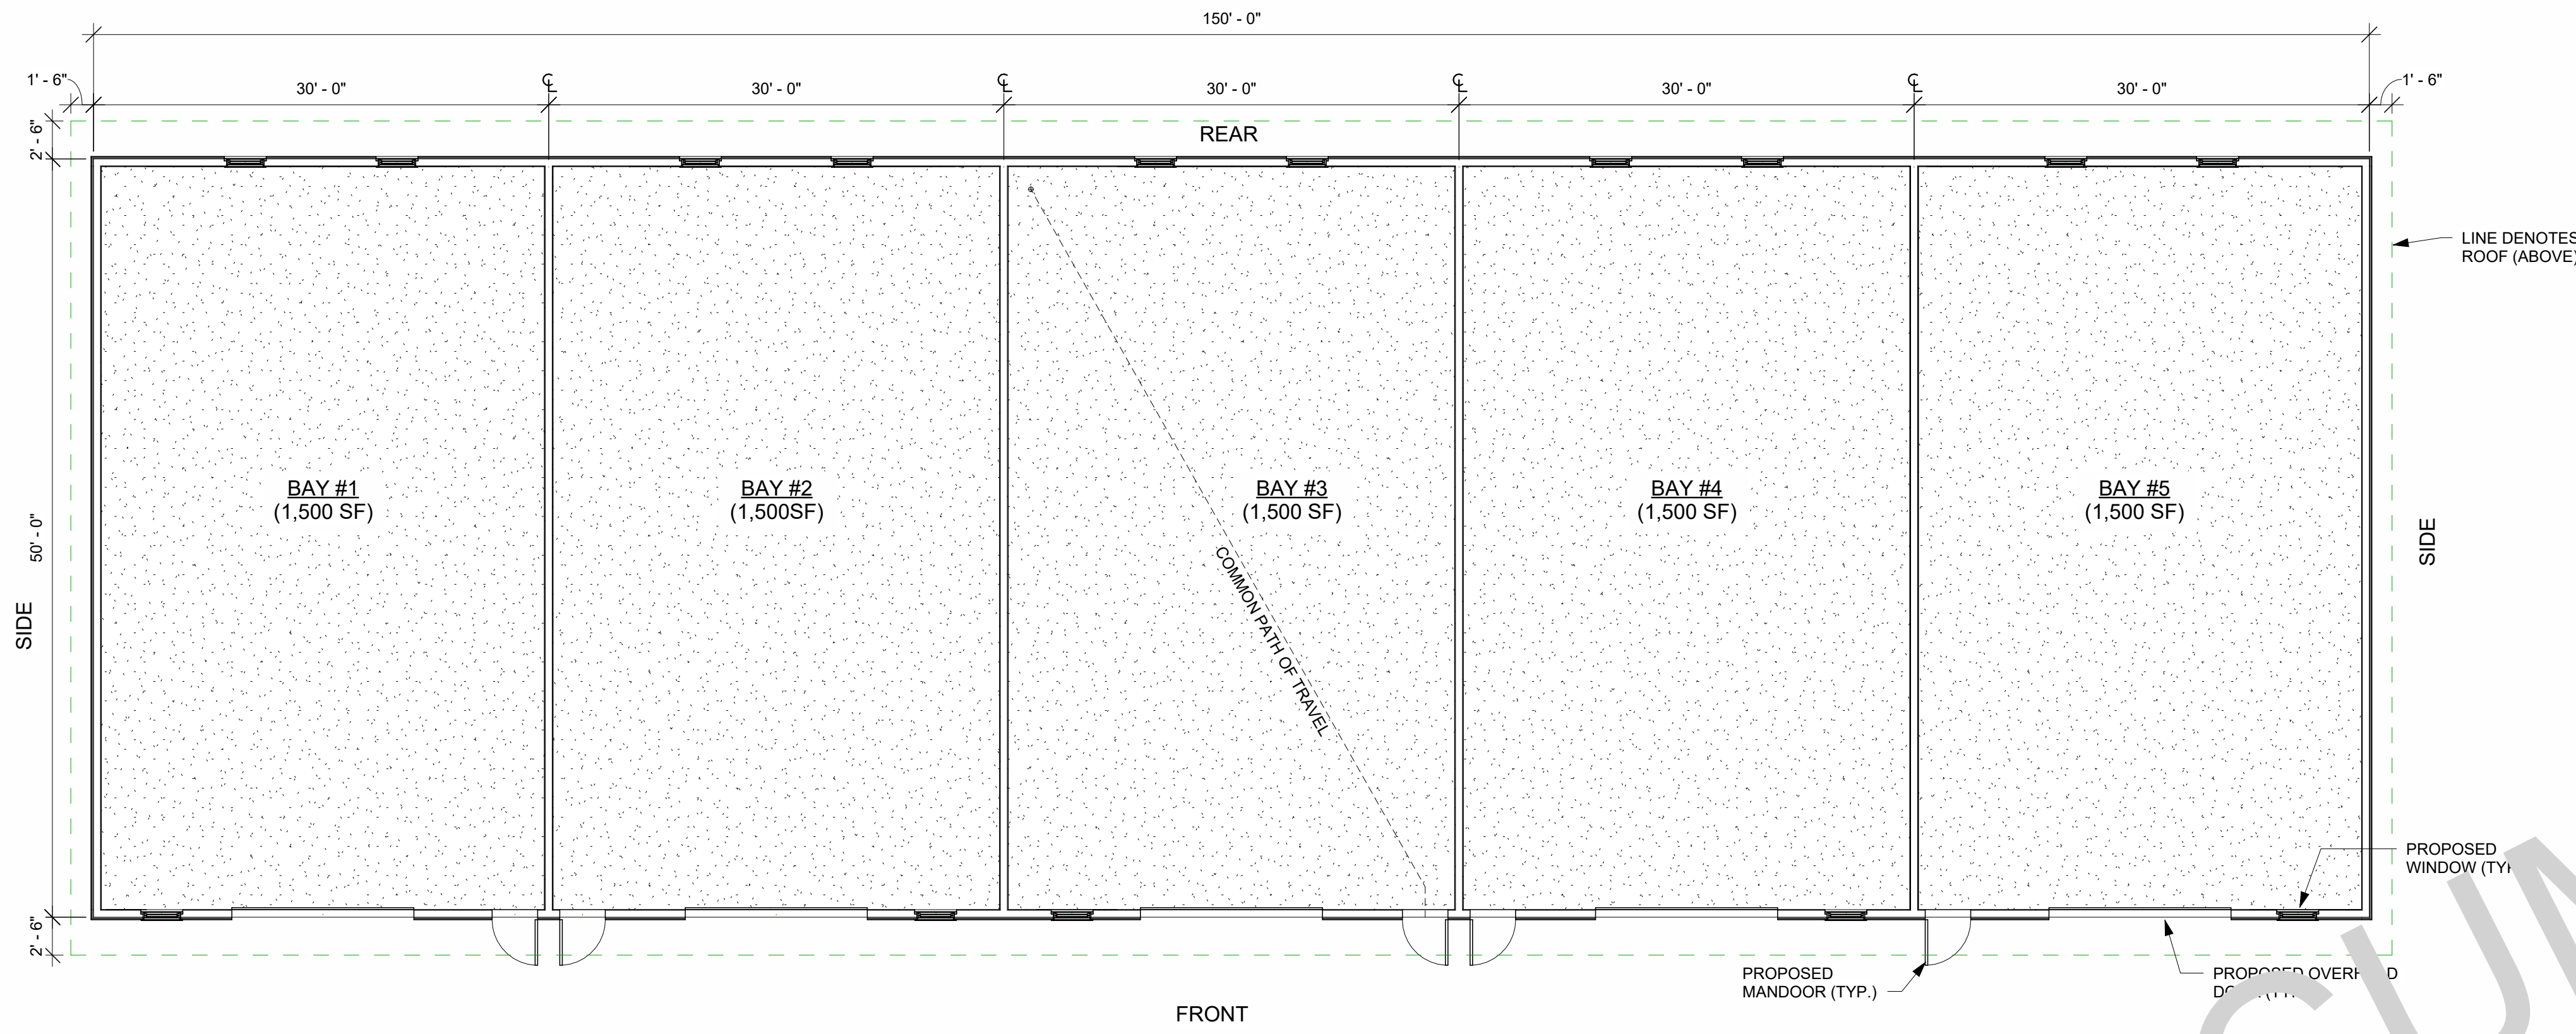 150' - 0"
1' - 6"
30' - 0"
℄
30' - 0"
℄
30' - 0"
℄
30' - 0"
℄
30' - 0"
1' - 6"
2' - 6"
REAR
LINE DENOTES
ROOF (ABOVE)
BAY #1
(1,500 SF)
BAY #2
(1,500SF)
BAY #3
(1,500 SF)
BAY #4
(1,500 SF)
BAY #5
(1,500 SF)
50' - 0"
SIDE
SIDE
COMMON PATH OF TRAVEL
PROPOSED
WINDOW
2' - 6"
PROPOSED
MANDOOR (TYP.)
PROPOSED
FRONT